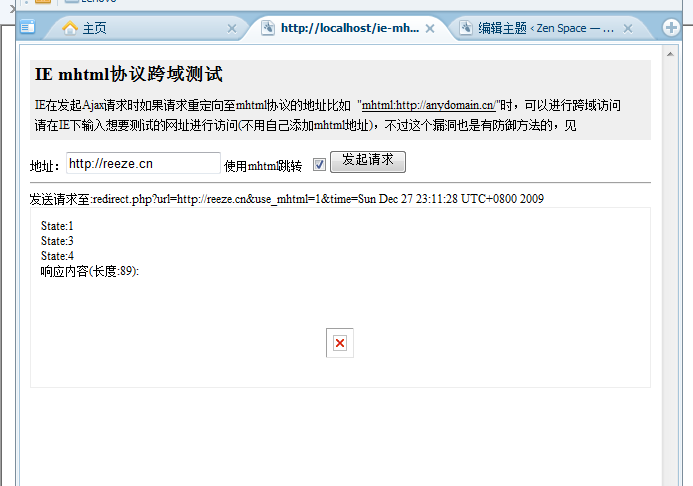 主页
http://localhost/ie-mh...
编辑主题 ‹ Zen Space — ...
IE mhtml协议跨域测试
IE在发起Ajax请求时如果请求重定向至mhtml协议的地址比如 "mhtml:http://anydomain.cn/"时，可以进行跨域访问
请在IE下输入想要测试的网址进行访问(不用自己添加mhtml地址)，不过这个漏洞也是有防御方法的，见
地址： http://reeze.cn 使用mhtml跳转 发起请求
发送请求至:redirect.php?url=http://reeze.cn&use_mhtml=1&time=Sun Dec 27 23:11:28 UTC+0800 2009
State:1
State:3
State:4
响应内容(长度:89):